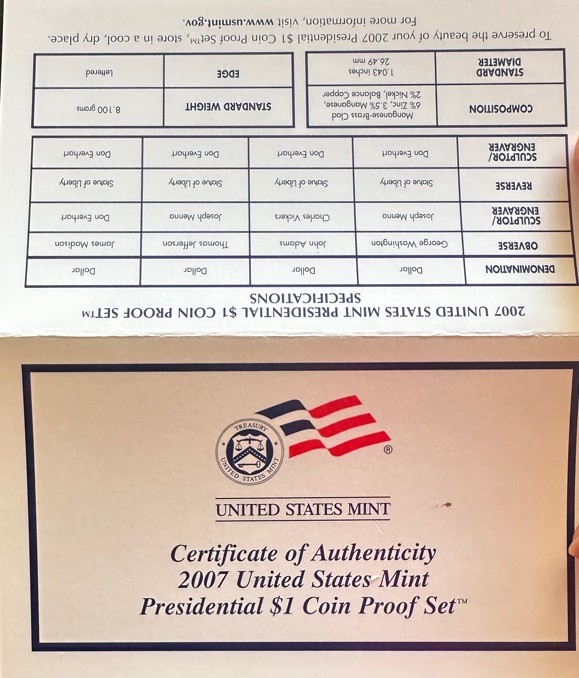 2007 UNITED STATES MINT PRESIDENTIAL $1 COIN PROOF SET™
SPECIFICATIONS
DENOMINATION Dollar Dollar Dollar Dollar
OBVERSE George Washington John Adams Thomas Jefferson James Madison
SCULPTOR/
ENGRAVER Joseph Menna Charles Vickers Joseph Menna Don Everhart
REVERSE Statue of Liberty Statue of Liberty Statue of Liberty Statue of Liberty
SCULPTOR/
ENGRAVER Don Everhart Don Everhart Don Everhart Don Everhart
COMPOSITION
Manganese-Brass Clad
6% Zinc, 3.5% Manganese,
2% Nickel, Balance Copper
STANDARD WEIGHT 8.100 grams
STANDARD
DIAMETER
1.043 inches
26.49 mm
EDGE Lettered
To preserve the beauty of your 2007 Presidential $1 Coin Proof Set™, store in a cool, dry place.
For more information, visit www.usmint.gov.
TREASURY
UNITED STATES MINT
®
UNITED STATES MINT
Certificate of Authenticity
2007 United States Mint
Presidential $1 Coin Proof Set™